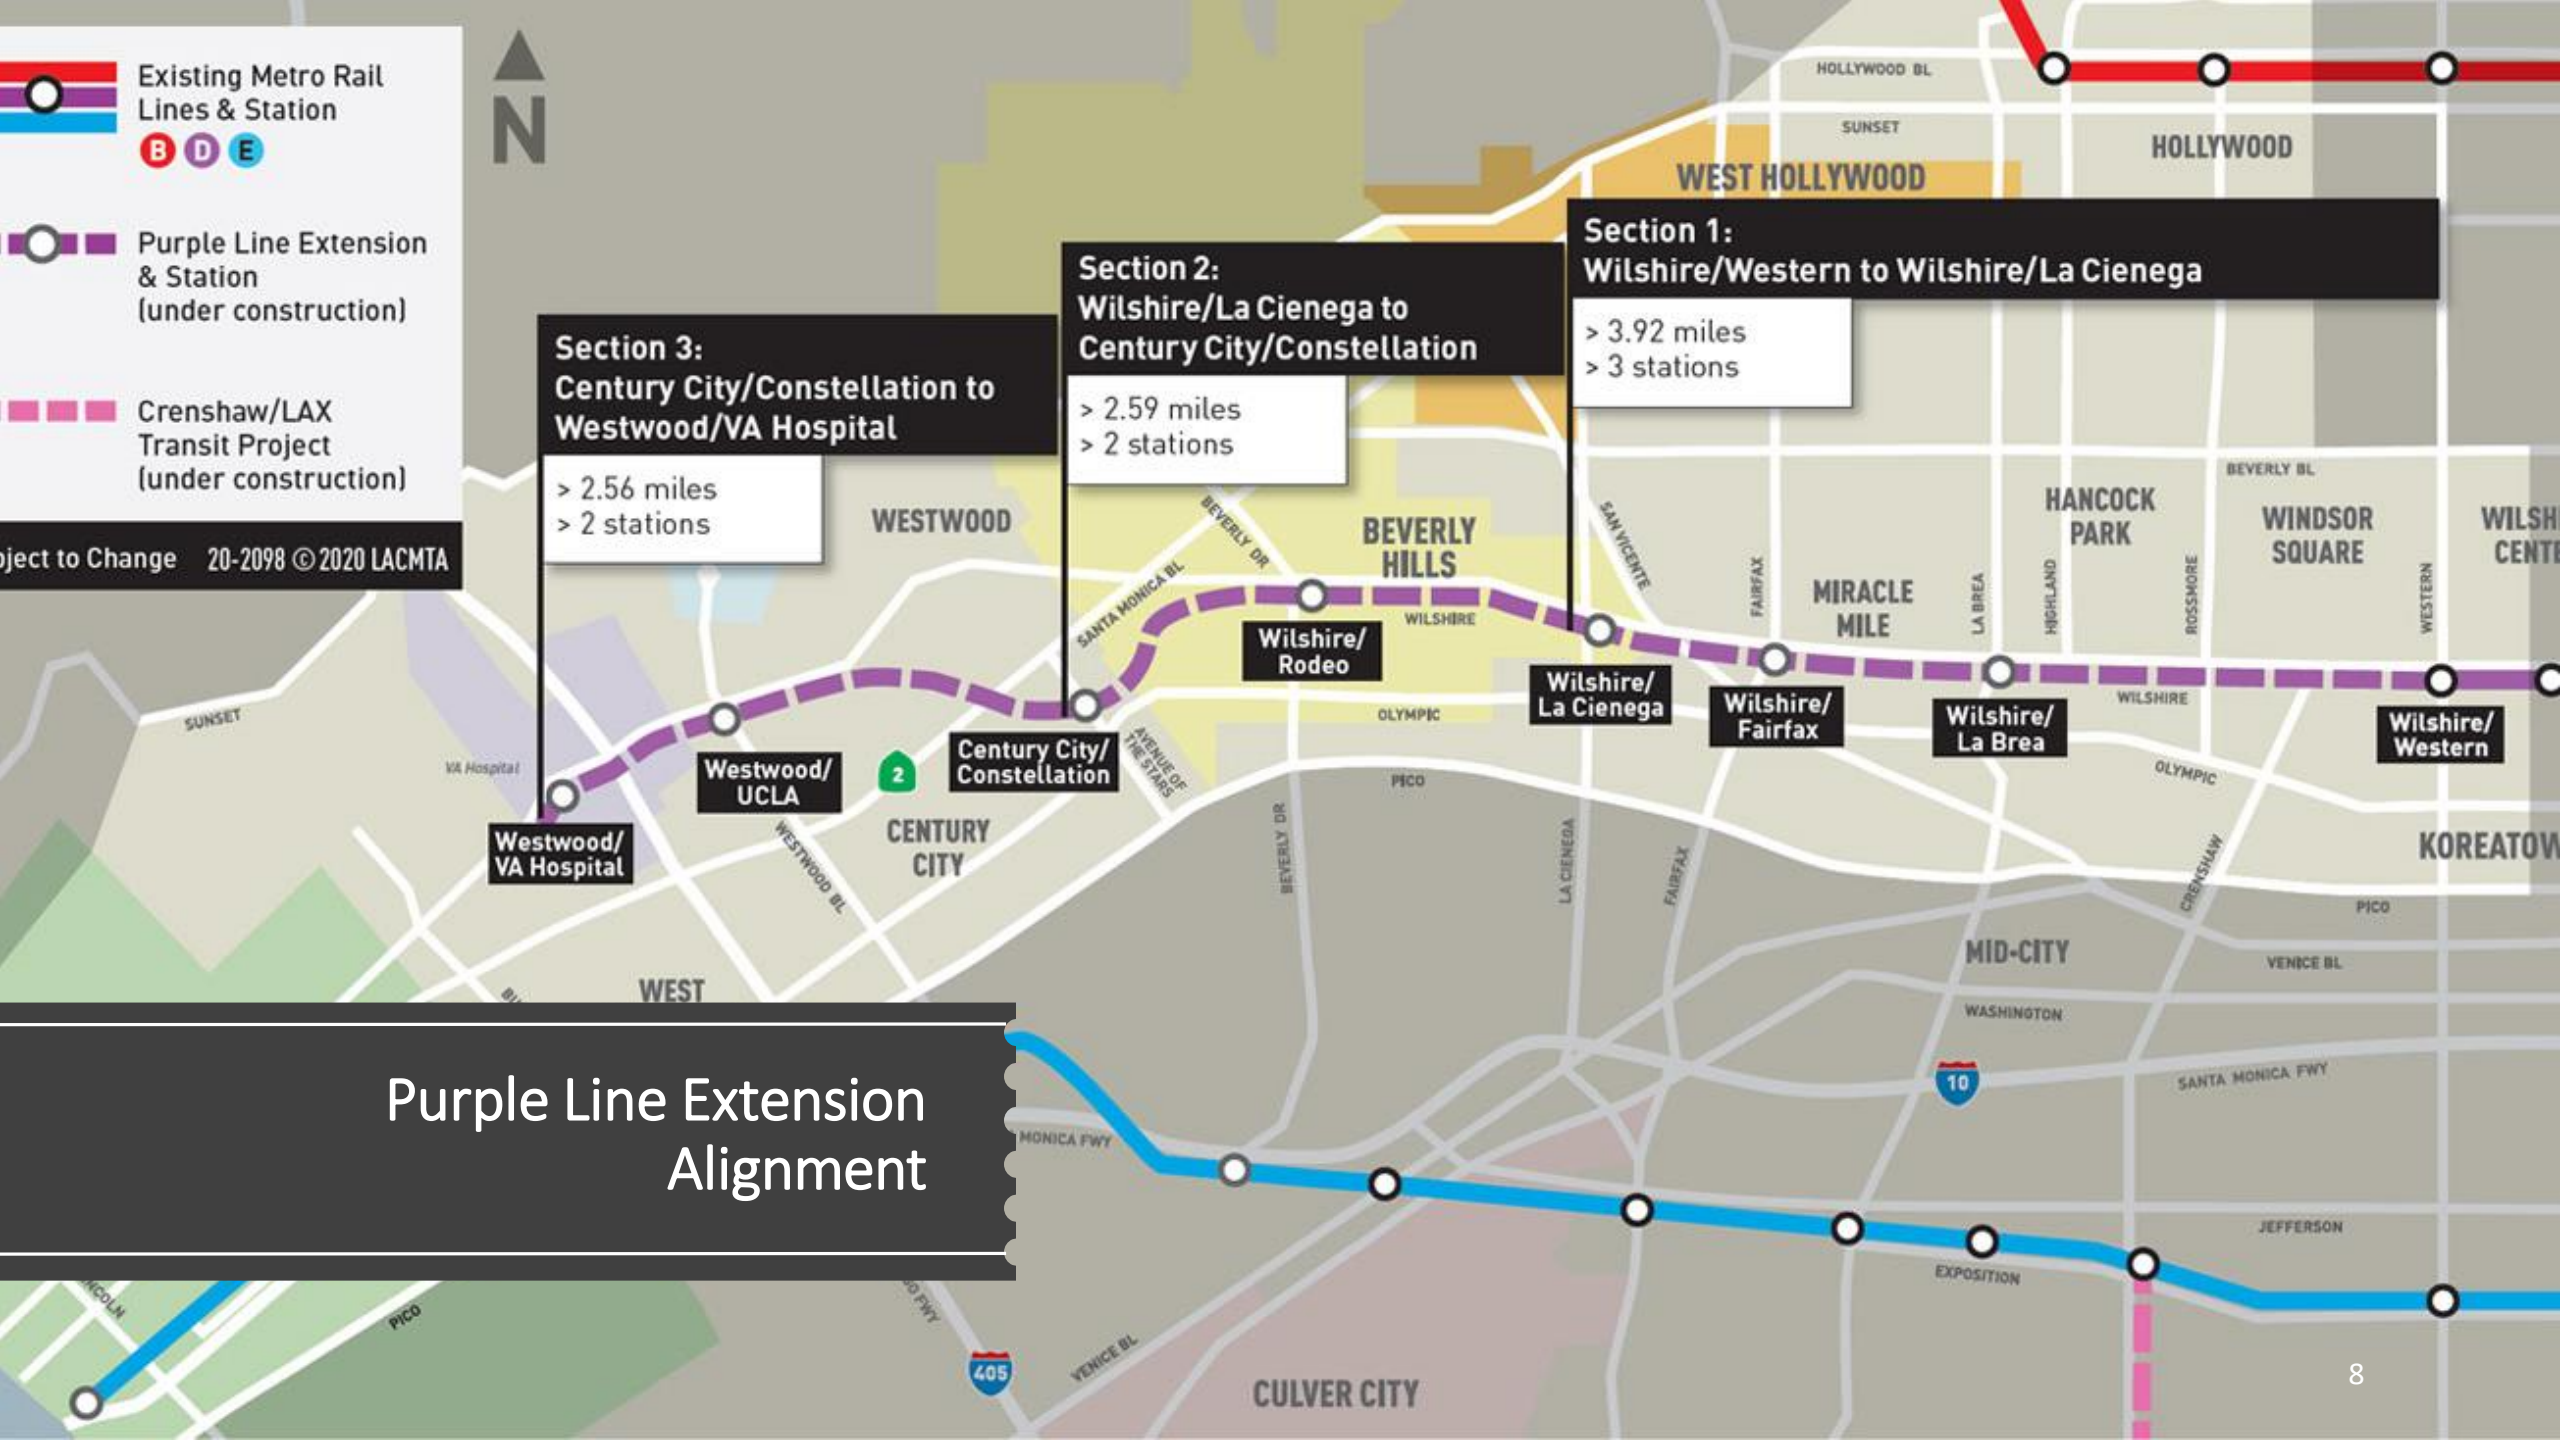 Existing Metro Rail
Lines & Station
B D E
Purple Line Extension
& Station
(under construction)
Crenshaw/LAX
Transit Project
(under construction)
to Change 20-2098 © 2020 LACMTA
N
HOLLYWOOD BL
SUNSET
HOLLYWOOD
WEST HOLLYWOOD
Section 1:
Wilshire/Western to Wilshire/La Cienega
> 3.92 miles
> 3 stations
Section 2:
Wilshire/La Cienega to
Century City/Constellation
> 2.59 miles
> 2 stations
Section 3:
Century City/Constellation to
Westwood/VA Hospital
> 2.56 miles
> 2 stations
WESTWOOD
BEVERLY DR
SANTA MONICA BL
BEVERLY
HILLS
WILSHIRE
SAN VICENTE
FAIRFAX
MIRACLE
MILE
LA BREA
HIGHLAND
HANCOCK
PARK
ROSSMORE
BEVERLY BL
WINDSOR
SQUARE
WESTERN
SUNSET
VA Hospital
Westwood/
VA Hospital
Westwood/
UCLA
2
Century City/
Constellation
AVENUE OF
THE STARS
Wilshire/
Rodeo
OLYMPIC
Wilshire/
La Cienega
Wilshire/
Fairfax
Wilshire/
La Brea
WILSHIRE
Wilshire/
Western
OLYMPIC
PICO
CENTURY
CITY
WESTWOOD BL
BEVERLY DR
LA CIENEGA
FAIRFAX
CRENSHAW
PICO
WEST
MID-CITY
VENICE BL
WASHINGTON
10
SANTA MONICA FWY
Purple Line Extension
Alignment
MONICA FWY
JEFFERSON
EXPOSITION
PICO
FWY
405
VENICE BL
CULVER CITY
8